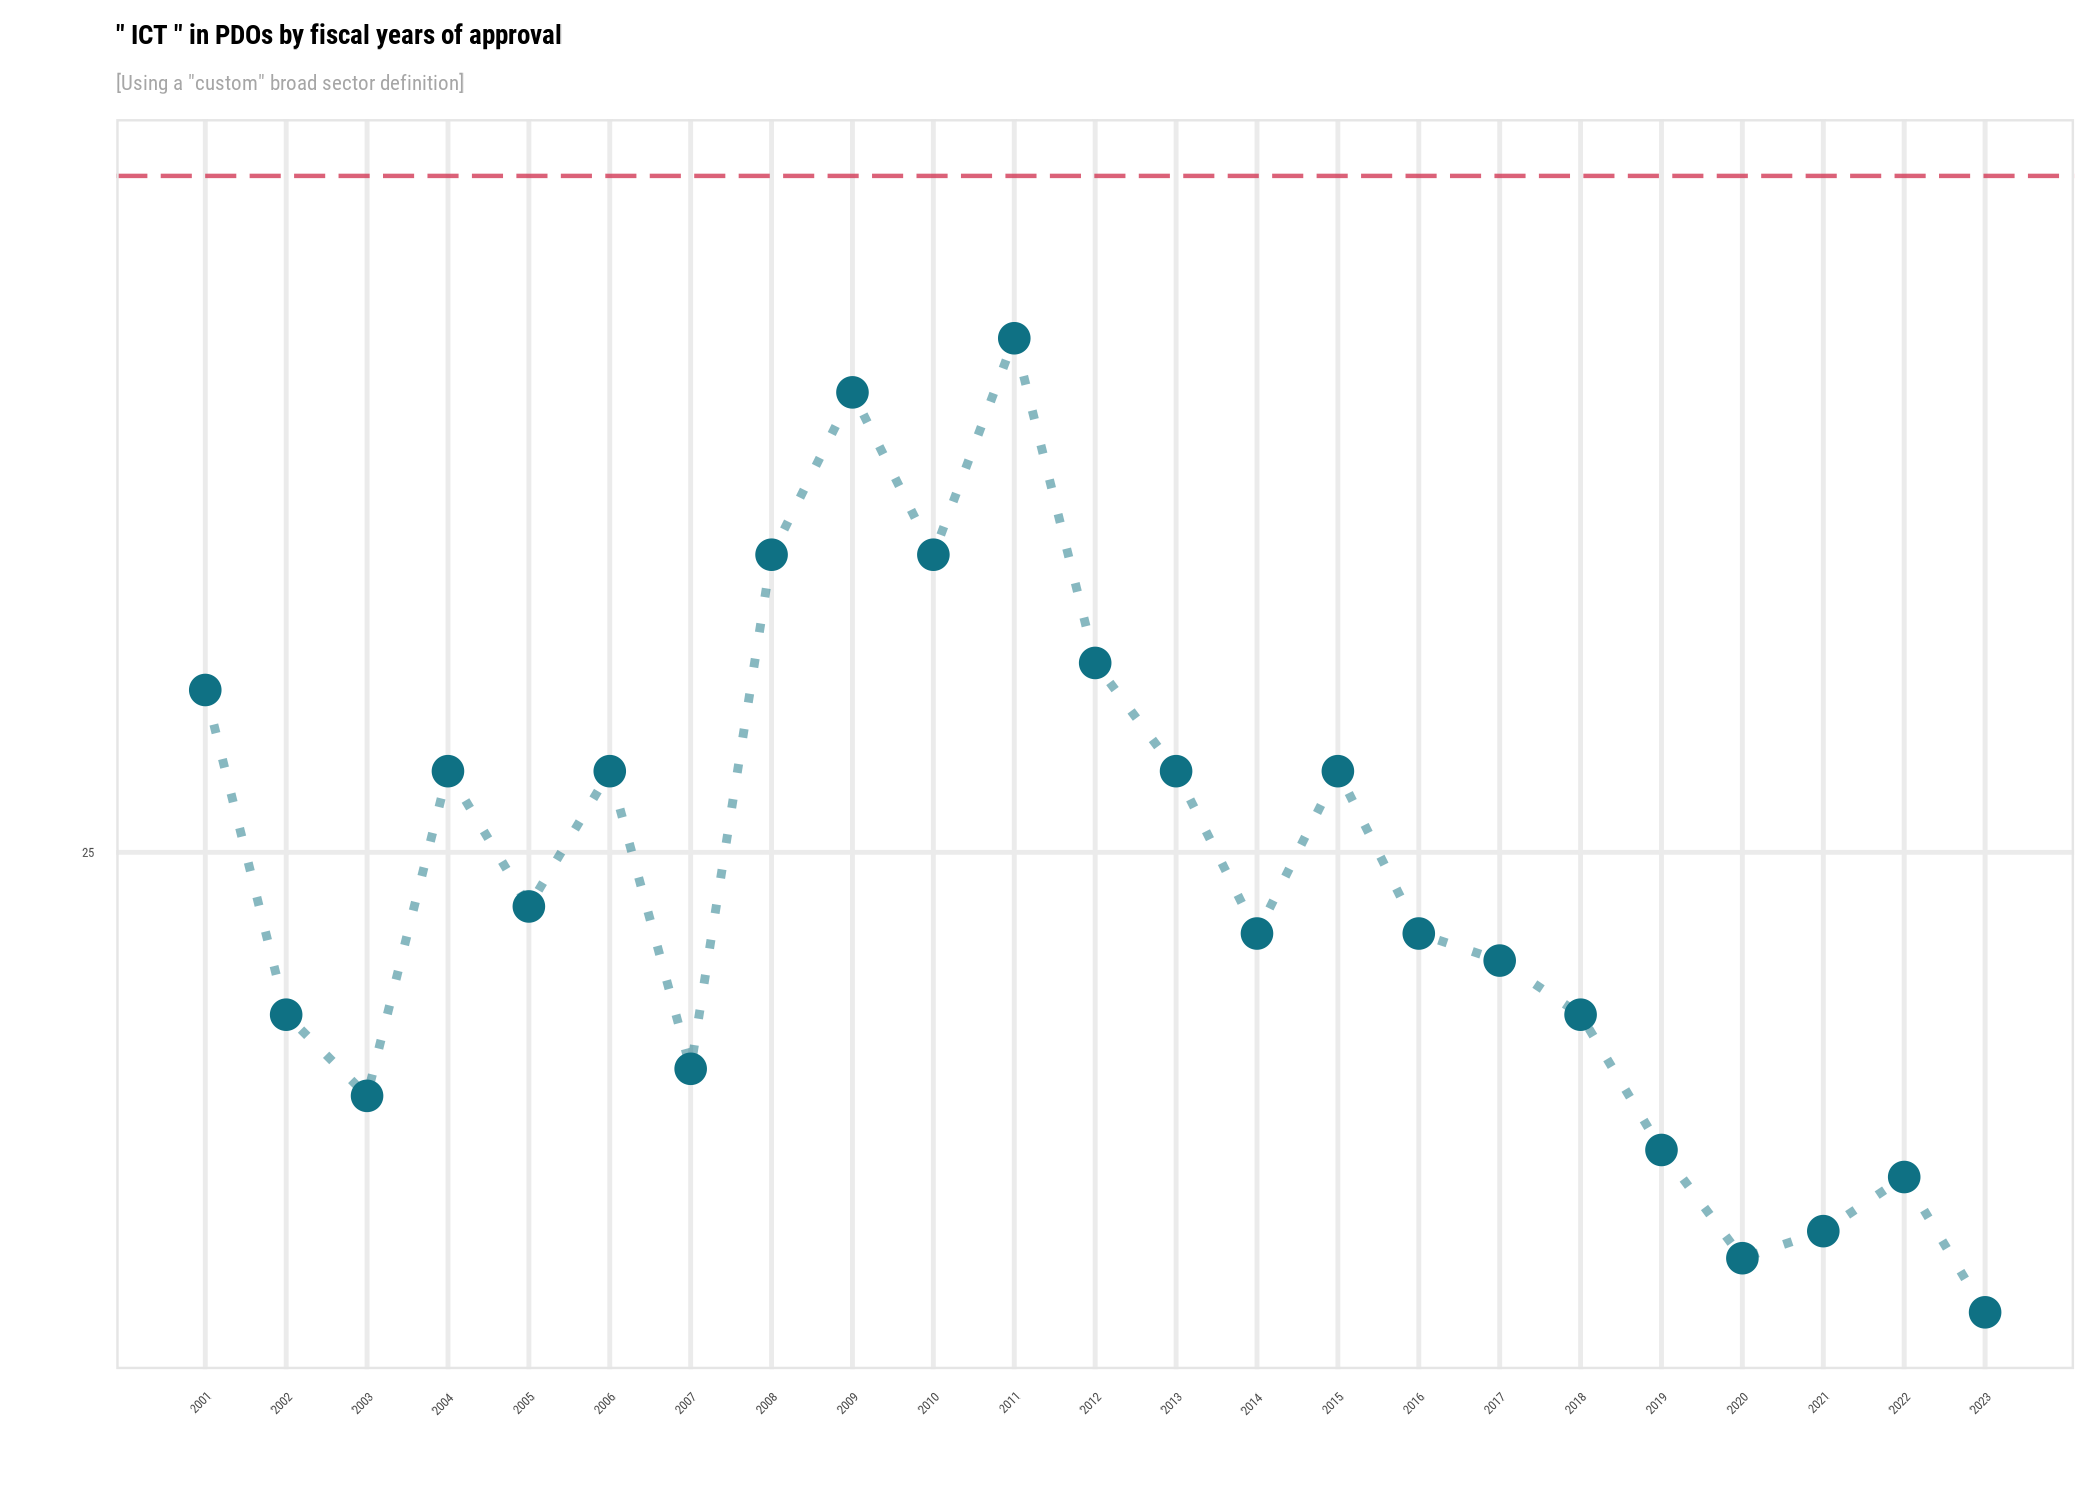 " ICT " in PDOs by fiscal years of approval
[Using a "custom" broad sector definition]
25
2001 2002 2003 2004 2005 2006 2007 2008 2009 2010 2011 2012 2013 2014 2015 2016 2017 2018 2019 2020 2021 2022 2023